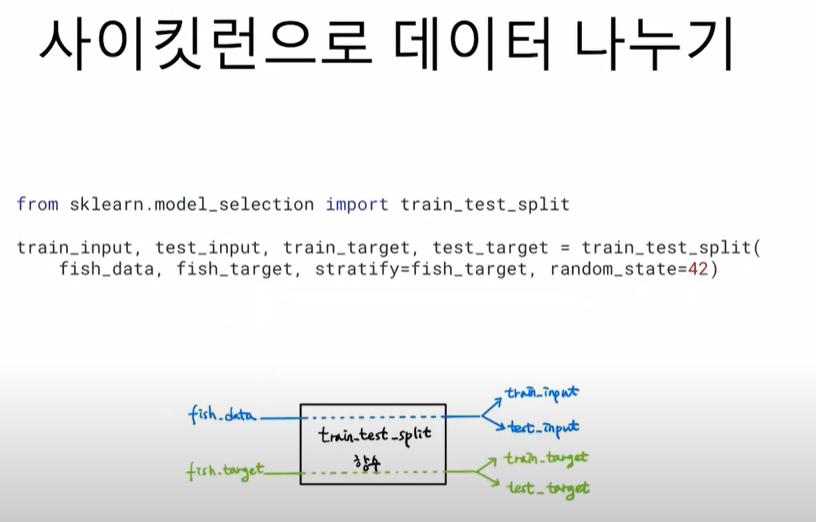 사이킷런으로 데이터 나누기
from sklearn.model_selection import train_test_split
train_input, test_input, train_target, test_target = train_test_split(
fish_data, fish_target, stratify=fish_target, random_state=42)
fish_data
train_test_split
함수
fish_target
train_input
test_input
train_target
test_target